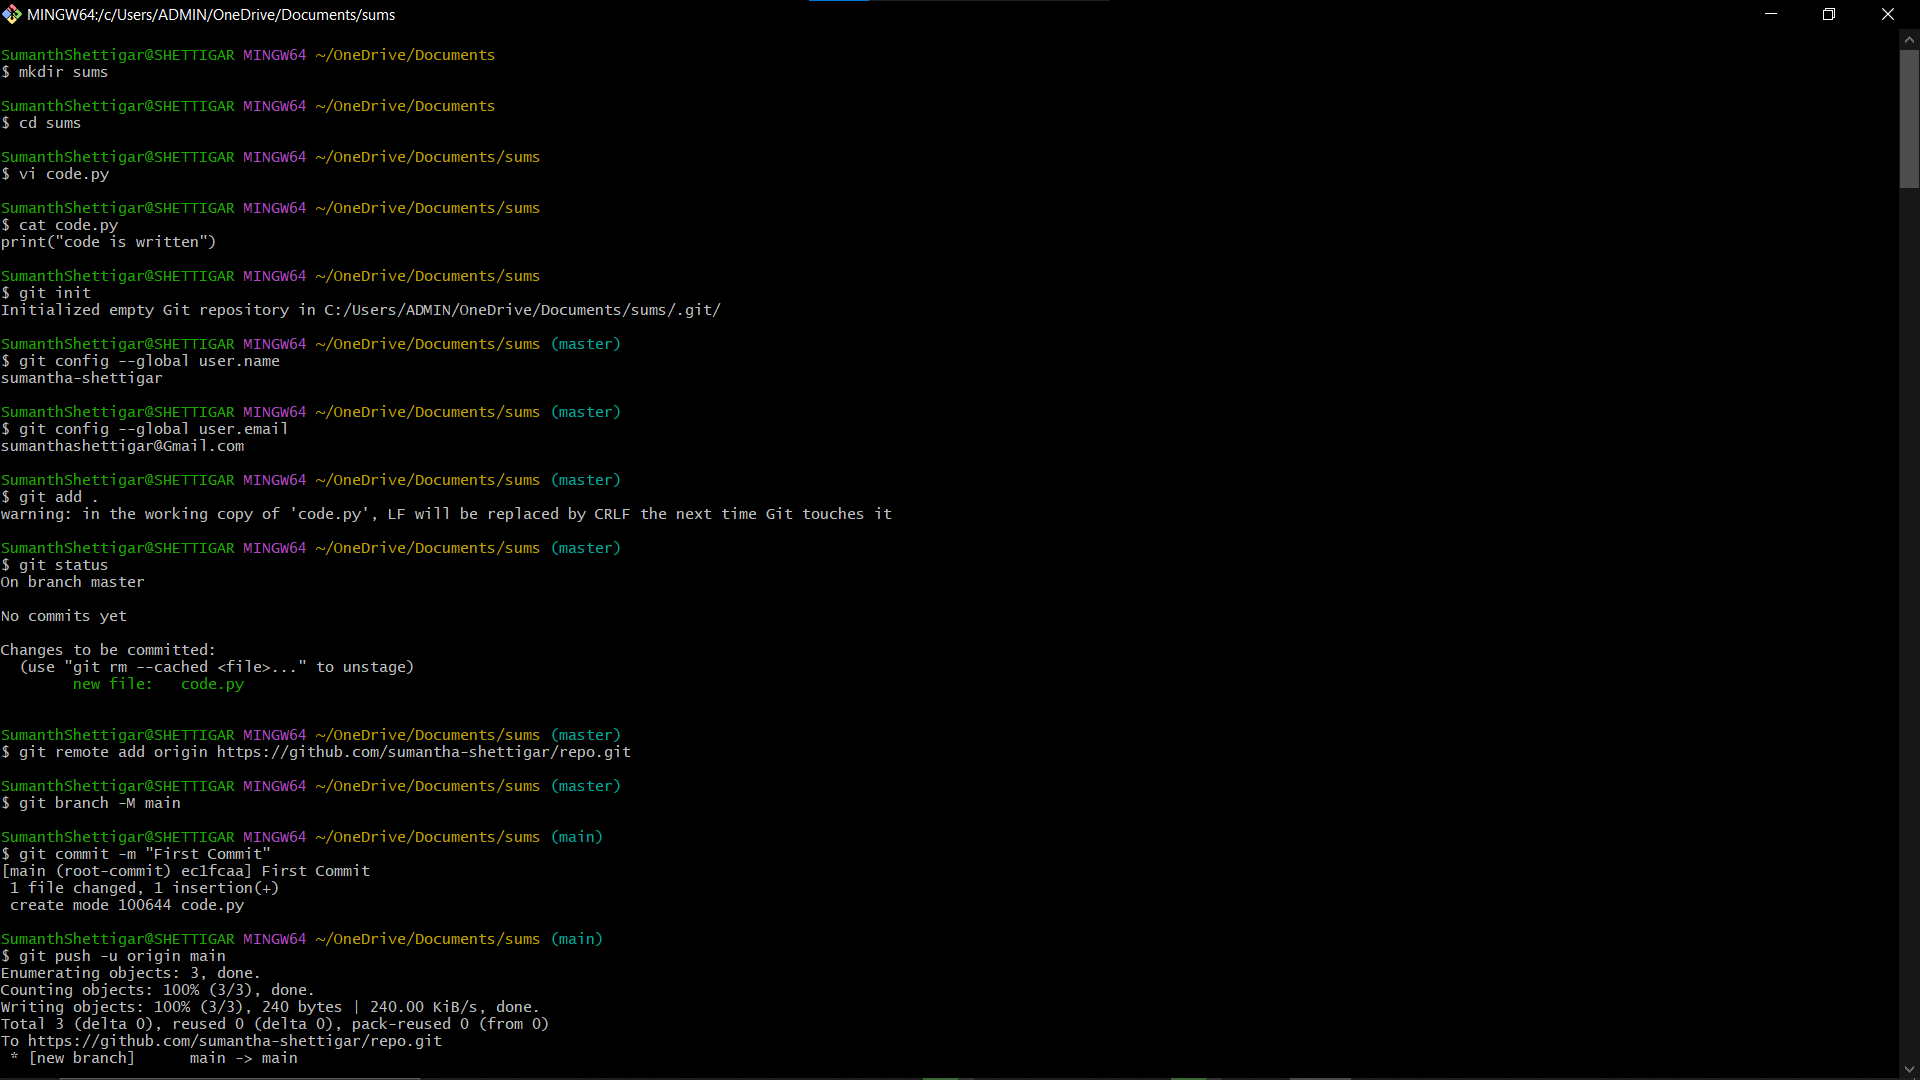 MINGW64:/c/Users/ADMIN/OneDrive/Documents/sums
SumanthShettigar@SHETTIGAR MINGW64 ~/OneDrive/Documents
$ mkdir sums
SumanthShettigar@SHETTIGAR MINGW64 ~/OneDrive/Documents
$ cd sums
SumanthShettigar@SHETTIGAR MINGW64 ~/OneDrive/Documents/sums
$ vi code.py
SumanthShettigar@SHETTIGAR MINGW64 ~/OneDrive/Documents/sums
$ cat code.py
print("code is written")
SumanthShettigar@SHETTIGAR MINGW64 ~/OneDrive/Documents/sums
$ git init
Initialized empty Git repository in C:/Users/ADMIN/OneDrive/Documents/sums/.git/
SumanthShettigar@SHETTIGAR MINGW64 ~/OneDrive/Documents/sums (master)
$ git config --global user.name
sumantha-shettigar
SumanthShettigar@SHETTIGAR MINGW64 ~/OneDrive/Documents/sums (master)
$ git config --global user.email
sumanthashettigar@Gmail.com
SumanthShettigar@SHETTIGAR MINGW64 ~/OneDrive/Documents/sums (master)
$ git add .
warning: in the working copy of 'code.py', LF will be replaced by CRLF the next time Git touches it
SumanthShettigar@SHETTIGAR MINGW64 ~/OneDrive/Documents/sums (master)
$ git status
On branch master
No commits yet
Changes to be committed:
  (use "git rm --cached <file>..." to unstage)
        new file:   code.py
SumanthShettigar@SHETTIGAR MINGW64 ~/OneDrive/Documents/sums (master)
$ git remote add origin https://github.com/sumantha-shettigar/repo.git
SumanthShettigar@SHETTIGAR MINGW64 ~/OneDrive/Documents/sums (master)
$ git branch -M main
SumanthShettigar@SHETTIGAR MINGW64 ~/OneDrive/Documents/sums (main)
$ git commit -m "First Commit"
[main (root-commit) ec1fcaa] First Commit
 1 file changed, 1 insertion(+)
 create mode 100644 code.py
SumanthShettigar@SHETTIGAR MINGW64 ~/OneDrive/Documents/sums (main)
$ git push -u origin main
Enumerating objects: 3, done.
Counting objects: 100% (3/3), done.
Writing objects: 100% (3/3), 240 bytes | 240.00 KiB/s, done.
Total 3 (delta 0), reused 0 (delta 0), pack-reused 0 (from 0)
To https://github.com/sumantha-shettigar/repo.git
 * [new branch]      main -> main